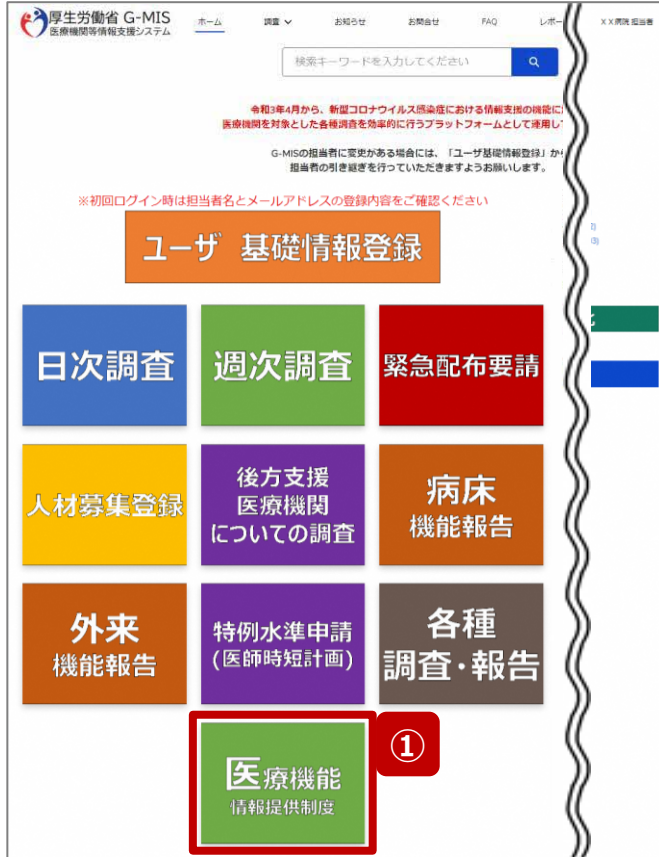 厚生労働省 G-MIS
医療機関等情報支援システム
ホーム
調査
お知らせ
お問合せ
FAQ
レポー
XX病院 担当者
検索キーワードを入力してください
令和3年4月から、新型コロナウイルス感染症における情報支援の機能に
医療機関を対象とした各種調査を効率的に行うプラットフォームとして運用し
G-MISの担当者に変更がある場合には、「ユーザ基礎情報登録」か
担当者の引き継ぎを行っていただきますようお願いします。
※初回ログイン時は担当者名とメールアドレスの登録内容をご確認ください
ユーザ 基礎情報登録
日次調査
週次調査
緊急配布要請
人材募集登録
後方支援
医療機関
についての調査
病床
機能報告
外来
機能報告
特例水準申請
(医師時短計画)
各種
調査・報告
医療機能
情報提供制度
①